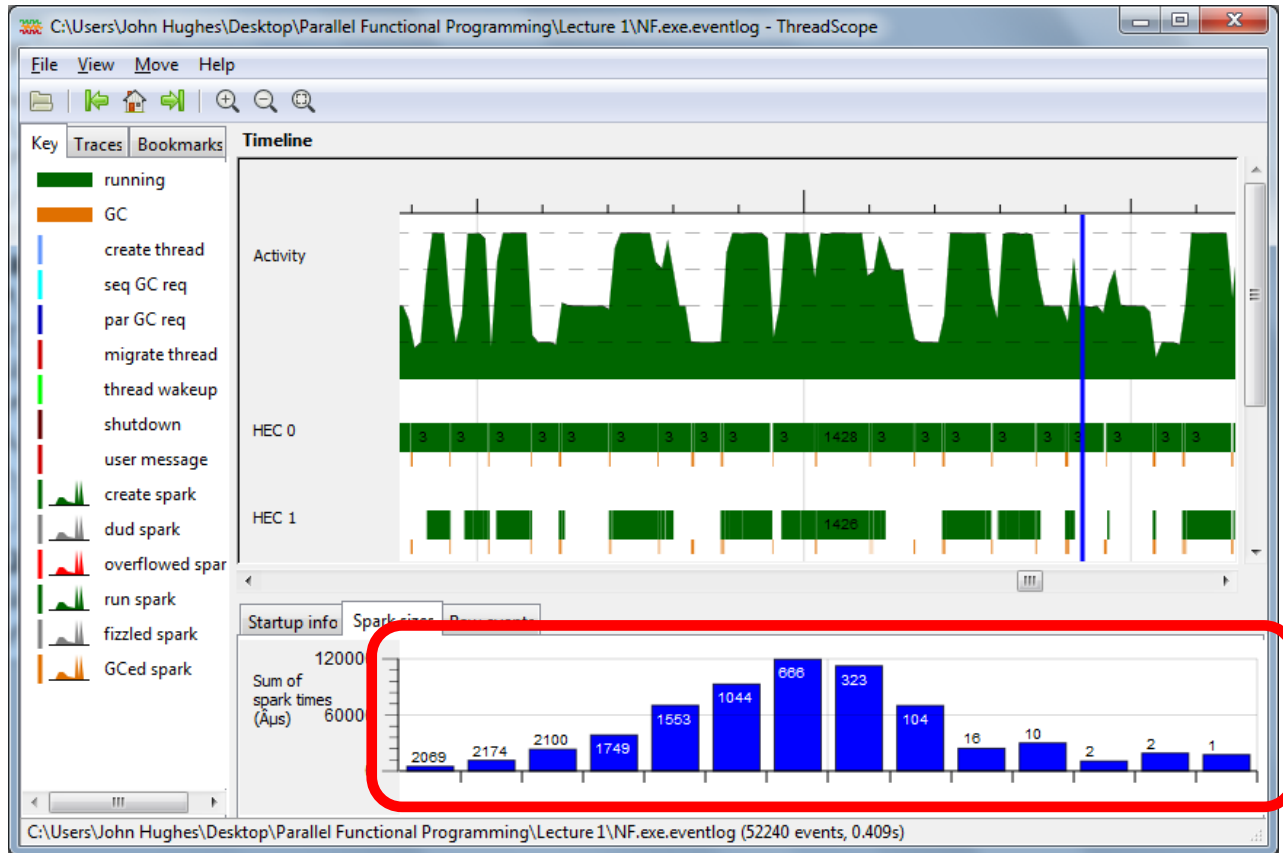 C:\Users\John Hughes\Desktop\Parallel Functional Programming\Lecture 1\NF.exe.eventlog - ThreadScope
File View Move Help
Key Traces Bookmarks
Timeline
running
GC
create thread
seq GC req
par GC req
migrate thread
thread wakeup
shutdown
user message
create spark
dud spark
overflowed spar
run spark
fizzled spark
GCed spark
Activity
HEC 0
3 3 3 3 3 3 3 3 3 3 1428 3 3 3 3 3 3 3 3
HEC 1
1426
Startup info
Sum of
spark times
(Âµs)
12000
6000
2069 2174 2100 1749 1553 1044 666 323 104 16 10 2 2 1
C:\Users\John Hughes\Desktop\Parallel Functional Programming\Lecture 1\NF.exe.eventlog (52240 events, 0.409s)